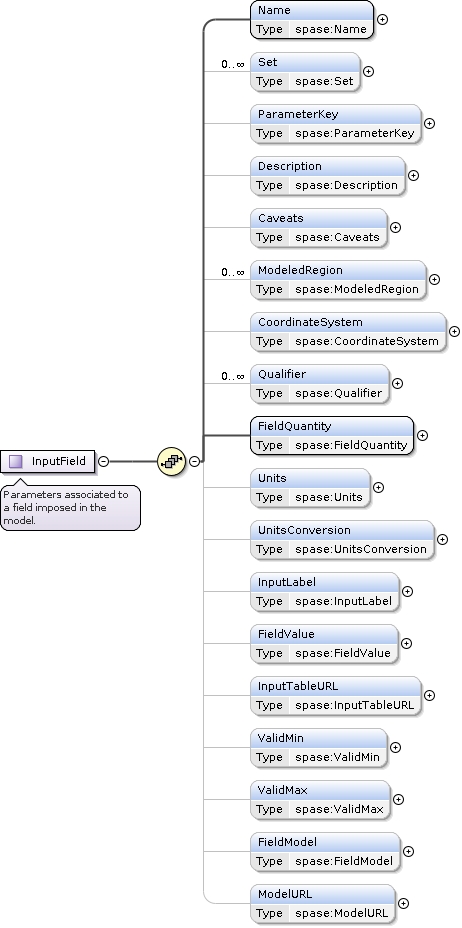 Name
Type spase:Name
0..∞
Set
Type spase:Set
ParameterKey
Type spase:ParameterKey
Description
Type spase:Description
Caveats
Type spase:Caveats
0..∞
ModeledRegion
Type spase:ModeledRegion
CoordinateSystem
Type spase:CoordinateSystem
0..∞
Qualifier
Type spase:Qualifier
FieldQuantity
Type spase:FieldQuantity
InputField
Parameters associated to
a field imposed in the
model.
Units
Type spase:Units
UnitsConversion
Type spase:UnitsConversion
InputLabel
Type spase:InputLabel
FieldValue
Type spase:FieldValue
InputTableURL
Type spase:InputTableURL
ValidMin
Type spase:ValidMin
ValidMax
Type spase:ValidMax
FieldModel
Type spase:FieldModel
ModelURL
Type spase:ModelURL